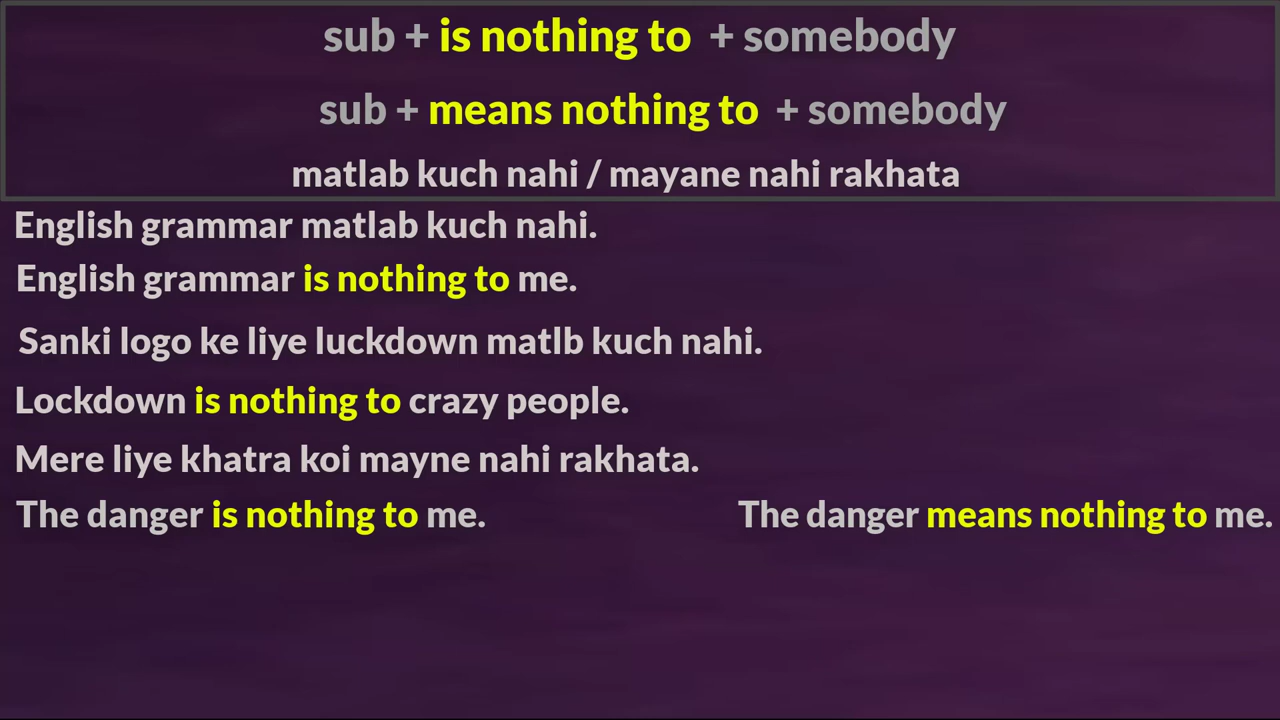 sub + is nothing to + somebody
sub + means nothing to + somebody
matlab kuch nahi / mayane nahi rakhata
English grammar matlab kuch nahi.
English grammar is nothing to me.
Sanki logo ke liye luckdown matlb kuch nahi.
Lockdown is nothing to crazy people.
Mere liye khatra koi mayne nahi rakhata.
The danger is nothing to me. The danger means nothing to me.